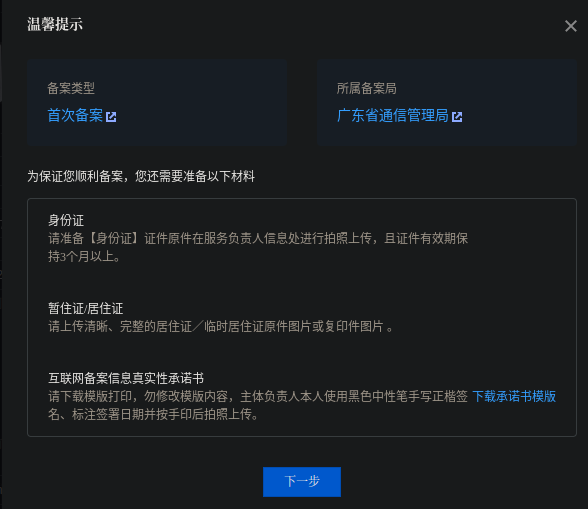 温馨提示
备案类型
首次备案
所属备案局
广东省通信管理局
为保证您顺利备案，您还需要准备以下材料
身份证
请准备【身份证】证件原件在服务负责人信息处进行拍照上传，且证件有效期保
持3个月以上。
暂住证/居住证
请上传清晰、完整的居住证／临时居住证原件图片或复印件图片 。
互联网备案信息真实性承诺书
请下载模版打印，勿修改模版内容，主体负责人本人使用黑色中性笔手写正楷签 下载承诺书模版
名、标注签署日期并按手印后拍照上传。
下一步